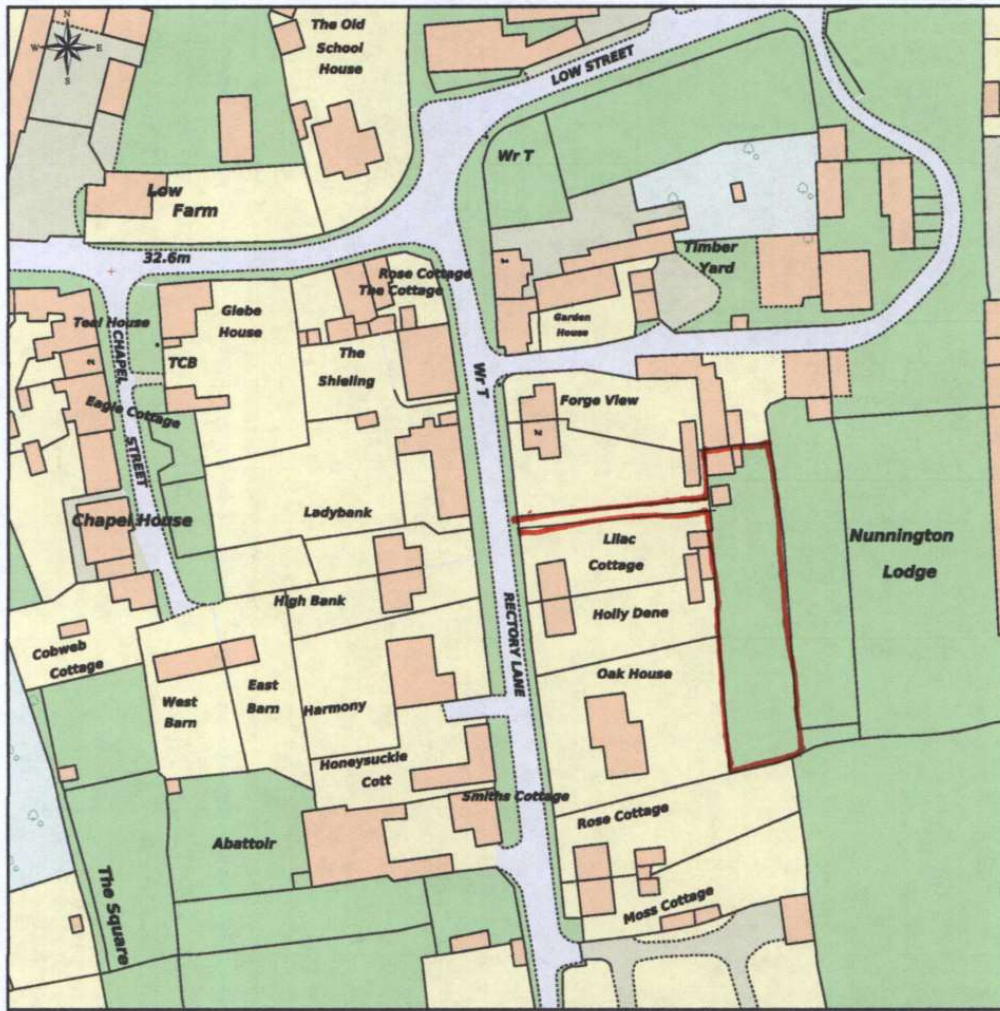 N
W E
S
The Old
School
House
LOW STREET
Wr T
Low
Farm
32.6m
Rose Cottage
The Cottage
1
Timber
Yard
Teal House
Glebe
House
Garden
House
CHAPEL
STREET
2
TCB
The
Shieling
Wr T
Eagle Cottage
Forge View
2
Chapel House
Ladybank
Lilac
Cottage
Nunnington
Lodge
High Bank
RECTORY LANE
Holly Dene
Cobweb
Cottage
Oak House
West
Barn
East
Barn
Harmony
Honeysuckle
Cott
Smiths Cottage
Rose Cottage
Abattoir
The Square
Moss Cottage